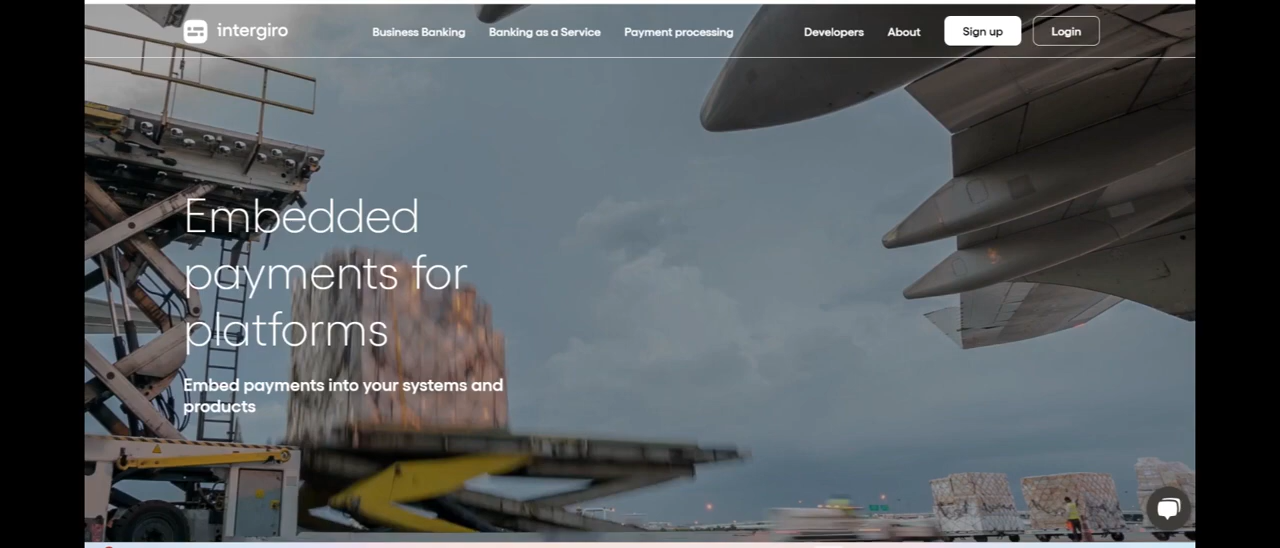 intergiro
Business Banking
Banking as a Service
Payment processing
Developers
About
Sign up
Login
Embedded
payments for
platforms
Embed payments into your systems and
products